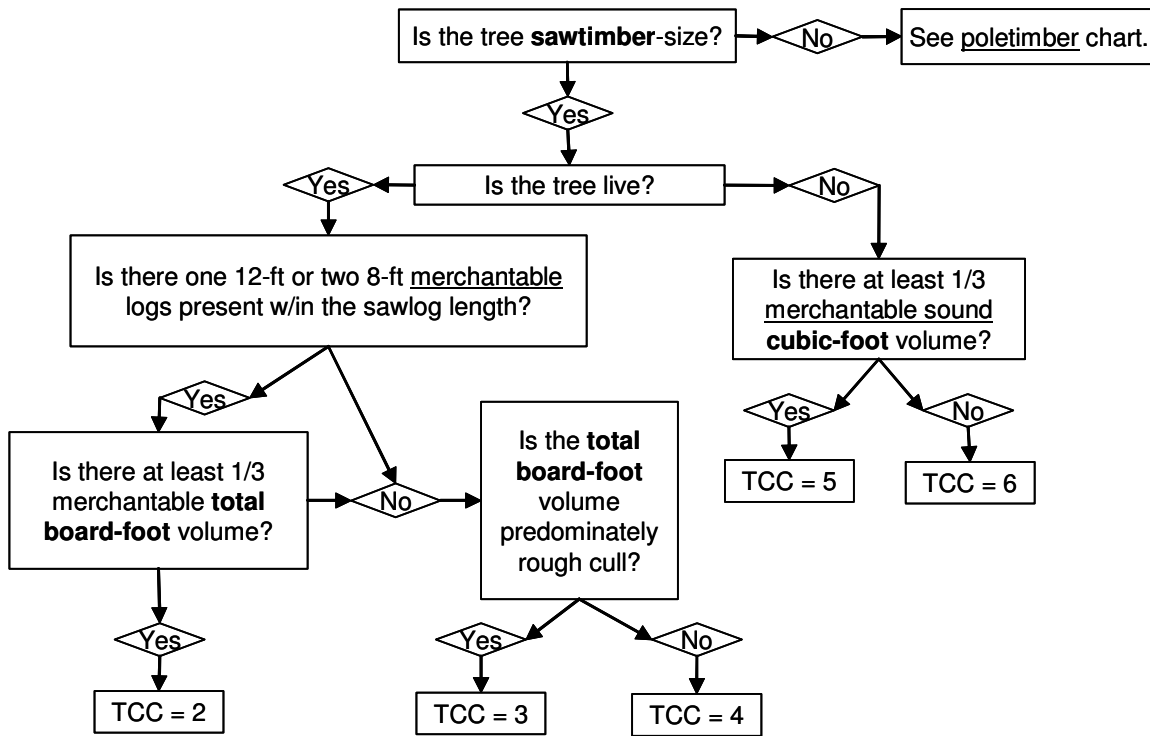 Is the tree sawtimber-size?
No
See poletimber chart.
Yes
Yes
Is the tree live?
No
Is there one 12-ft or two 8-ft merchantable
logs present w/in the sawlog length?
Is there at least 1/3
merchantable sound
cubic-foot volume?
Yes
Is there at least 1/3
merchantable total
board-foot volume?
No
Is the total
board-foot
volume
predominately
rough cull?
Yes
No
TCC = 5
TCC = 6
Yes
Yes
No
TCC = 2
TCC = 3
TCC = 4